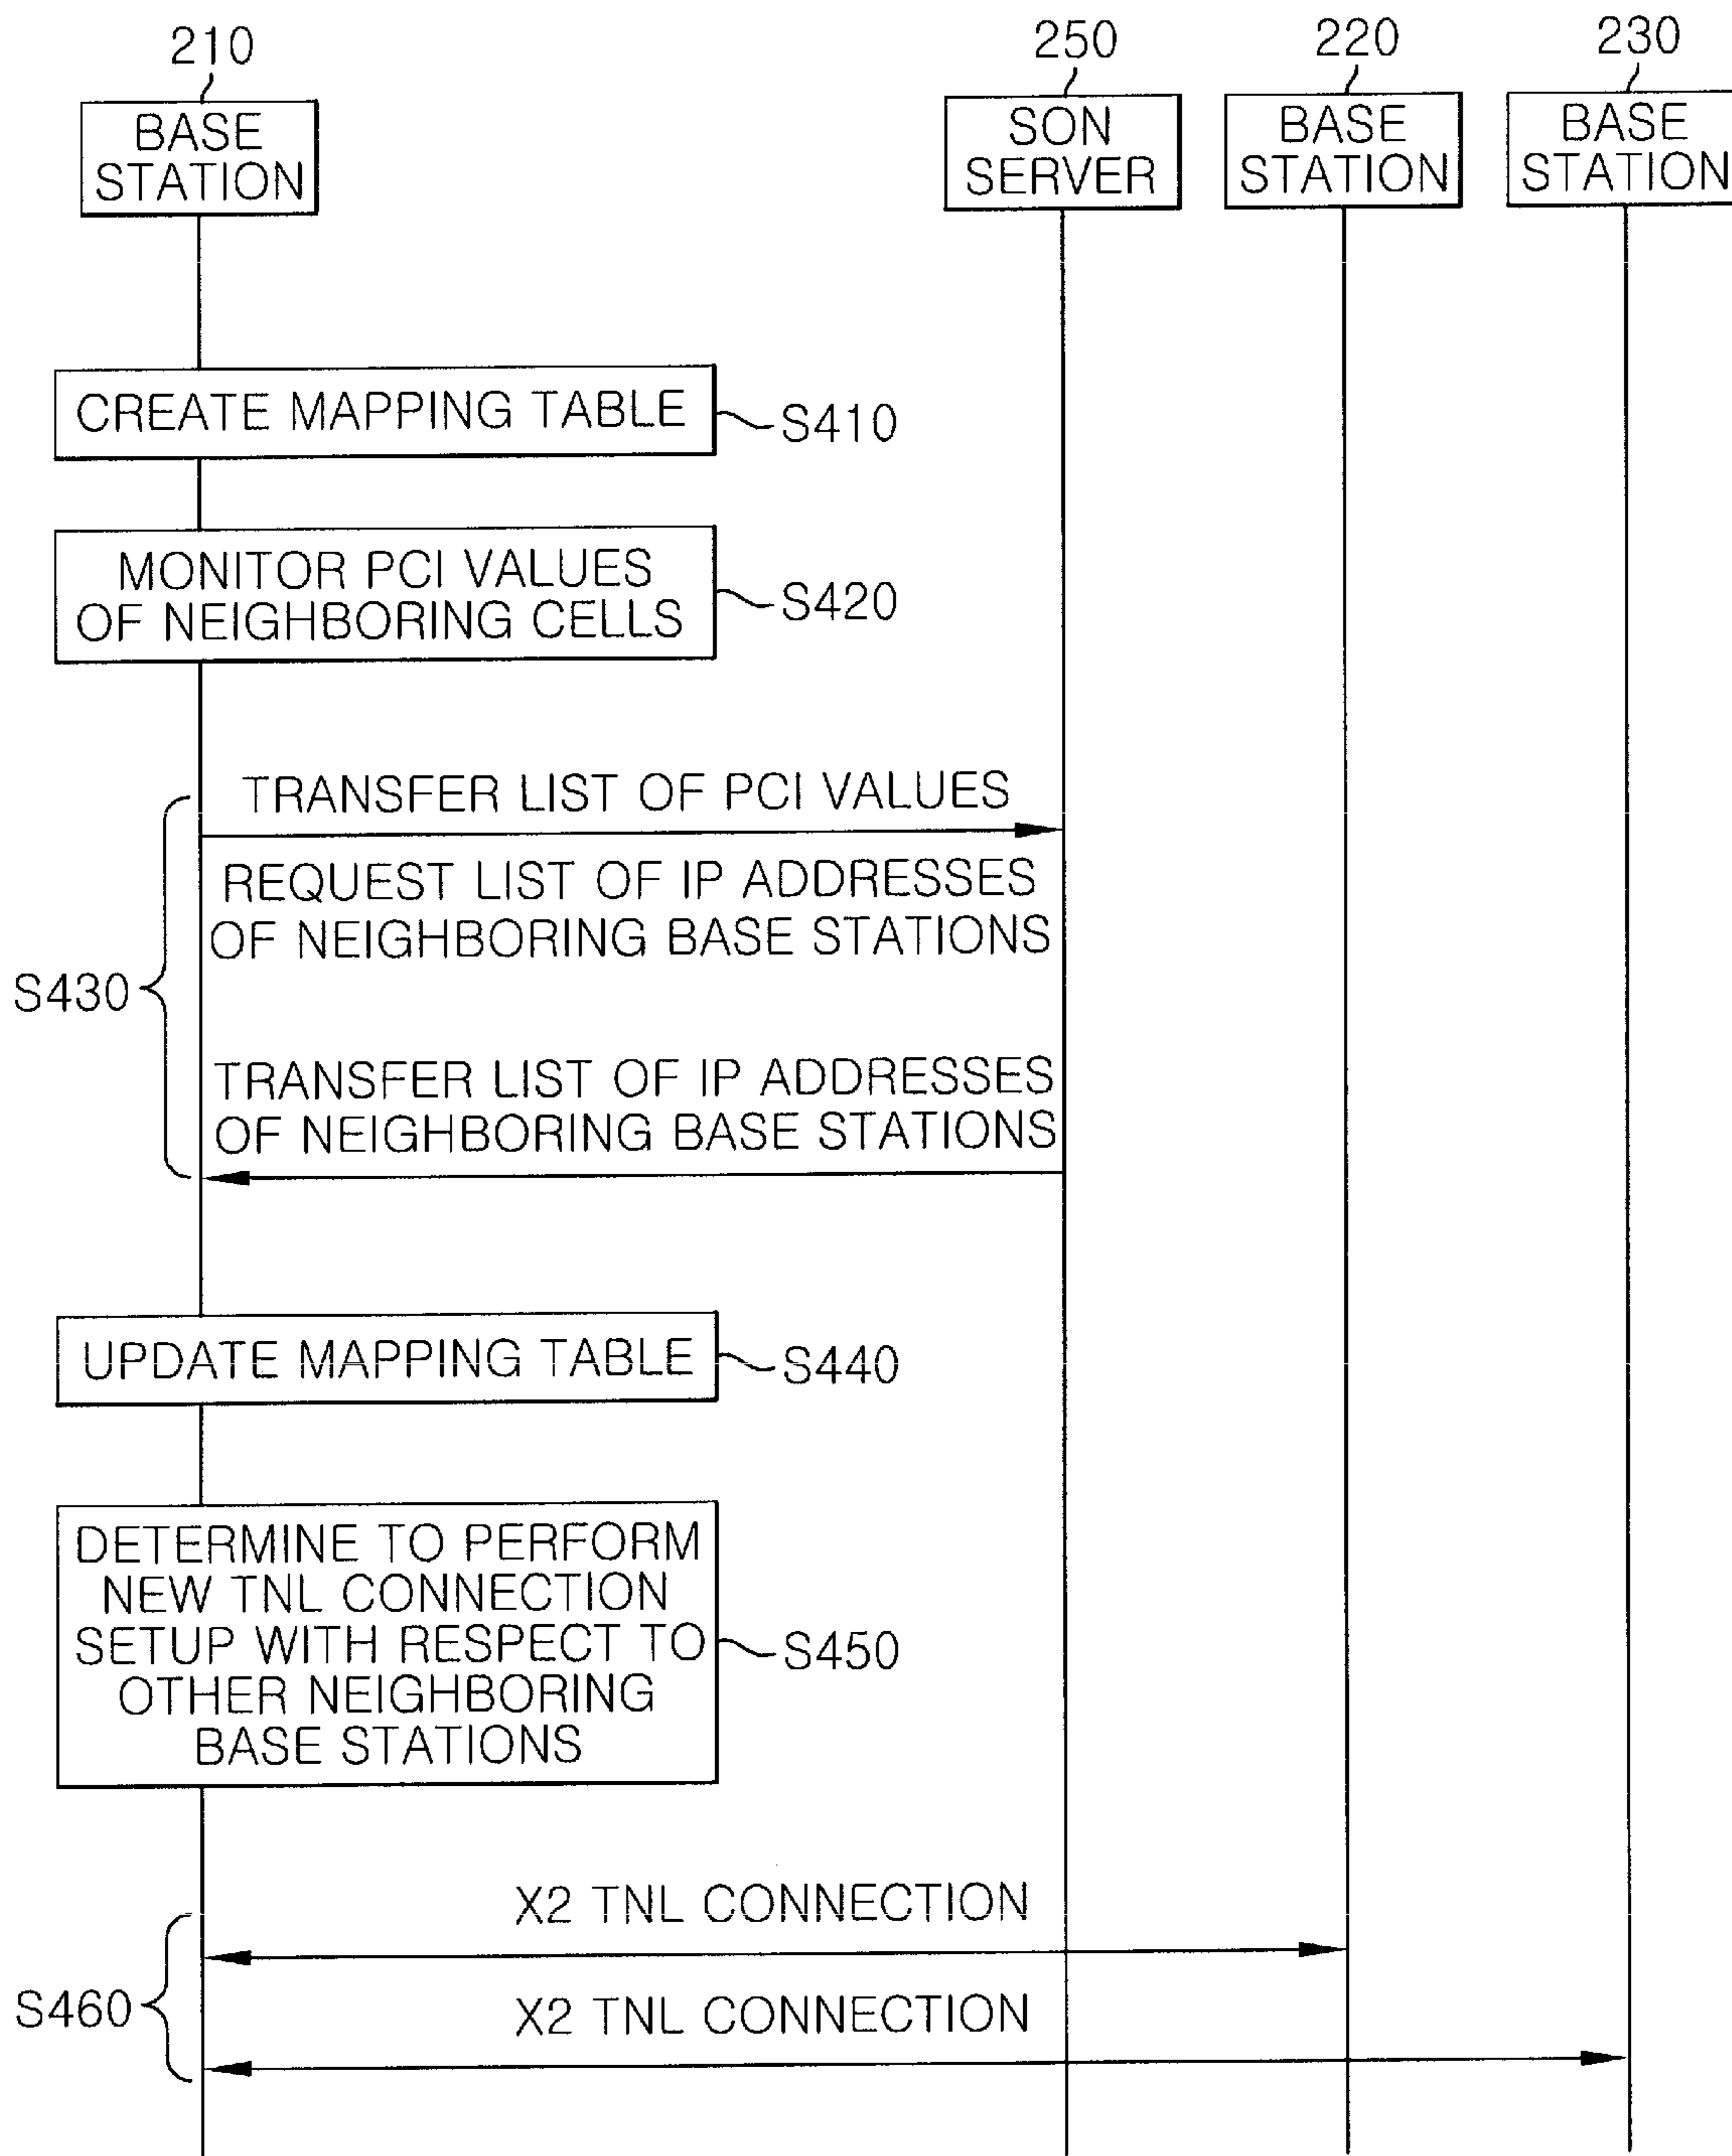 210
250
220
230
BASE
STATION
SON
SERVER
BASE
STATION
BASE
STATION
CREATE MAPPING TABLE
S410
MONITOR PCI VALUES
OF NEIGHBORING CELLS
S420
TRANSFER LIST OF PCI VALUES
REQUEST LIST OF IP ADDRESSES
OF NEIGHBORING BASE STATIONS
S430
TRANSFER LIST OF IP ADDRESSES
OF NEIGHBORING BASE STATIONS
UPDATE MAPPING TABLE
S440
DETERMINE TO PERFORM
NEW TNL CONNECTION
SETUP WITH RESPECT TO
OTHER NEIGHBORING
BASE STATIONS
S450
X2 TNL CONNECTION
S460
X2 TNL CONNECTION